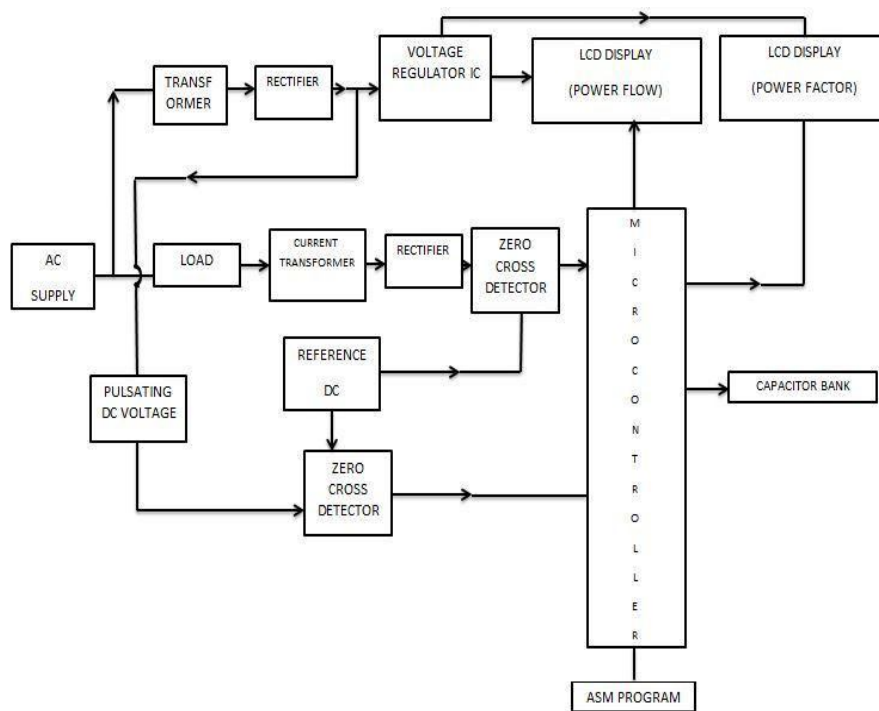 VOLTAGE
REGULATOR IC
LCD DISPLAY
(POWER FLOW)
LCD DISPLAY
(POWER FACTOR)
TRANSF
ORMER
RECTIFIER
AC
SUPPLY
LOAD
CURRENT
TRANSFORMER
RECTIFIER
ZERO
CROSS
DETECTOR
M
I
C
R
O
C
O
N
T
R
O
L
L
E
R
REFERENCE
DC
PULSATING
DC VOLTAGE
CAPACITOR BANK
ZERO
CROSS
DETECTOR
ASM PROGRAM